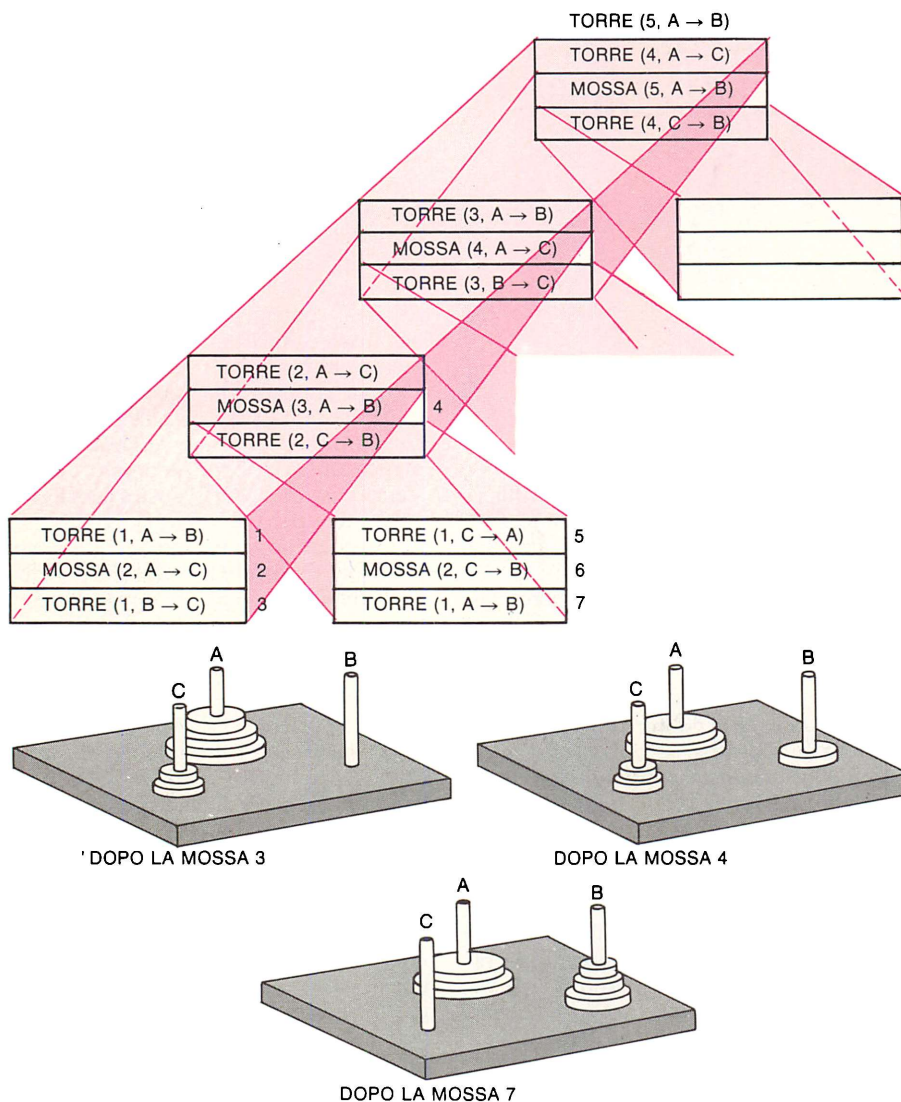 TORRE (5, A → B)
TORRE (4, A → C)
MOSSA (5, A → B)
TORRE (4, C → B)
TORRE (3, A → B)
MOSSA (4, A → C)
TORRE (3, B → C)
TORRE (2, A → C)
MOSSA (3, A → B) 4
TORRE (2, C → B)
TORRE (1, A → B) 1
MOSSA (2, A → C) 2
TORRE (1, B → C) 3
TORRE (1, C → A) 5
MOSSA (2, C → B) 6
TORRE (1, A → B) 7
A
B
C
DOPO LA MOSSA 3
A
B
C
DOPO LA MOSSA 4
A
B
C
DOPO LA MOSSA 7